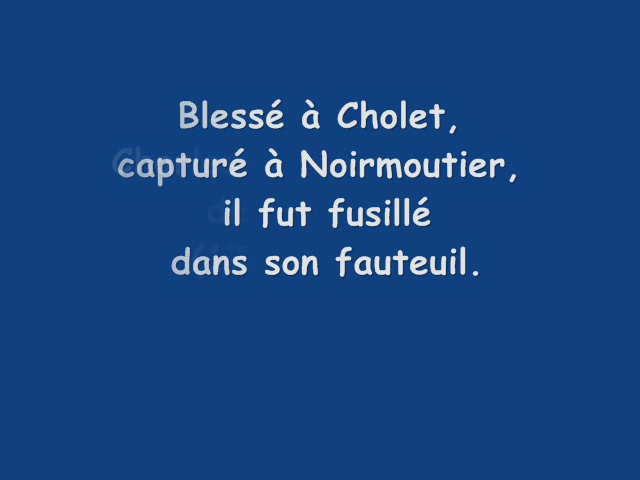 Blessé à Cholet,
capturé à Noirmoutier,
il fut fusillé
dans son fauteuil.